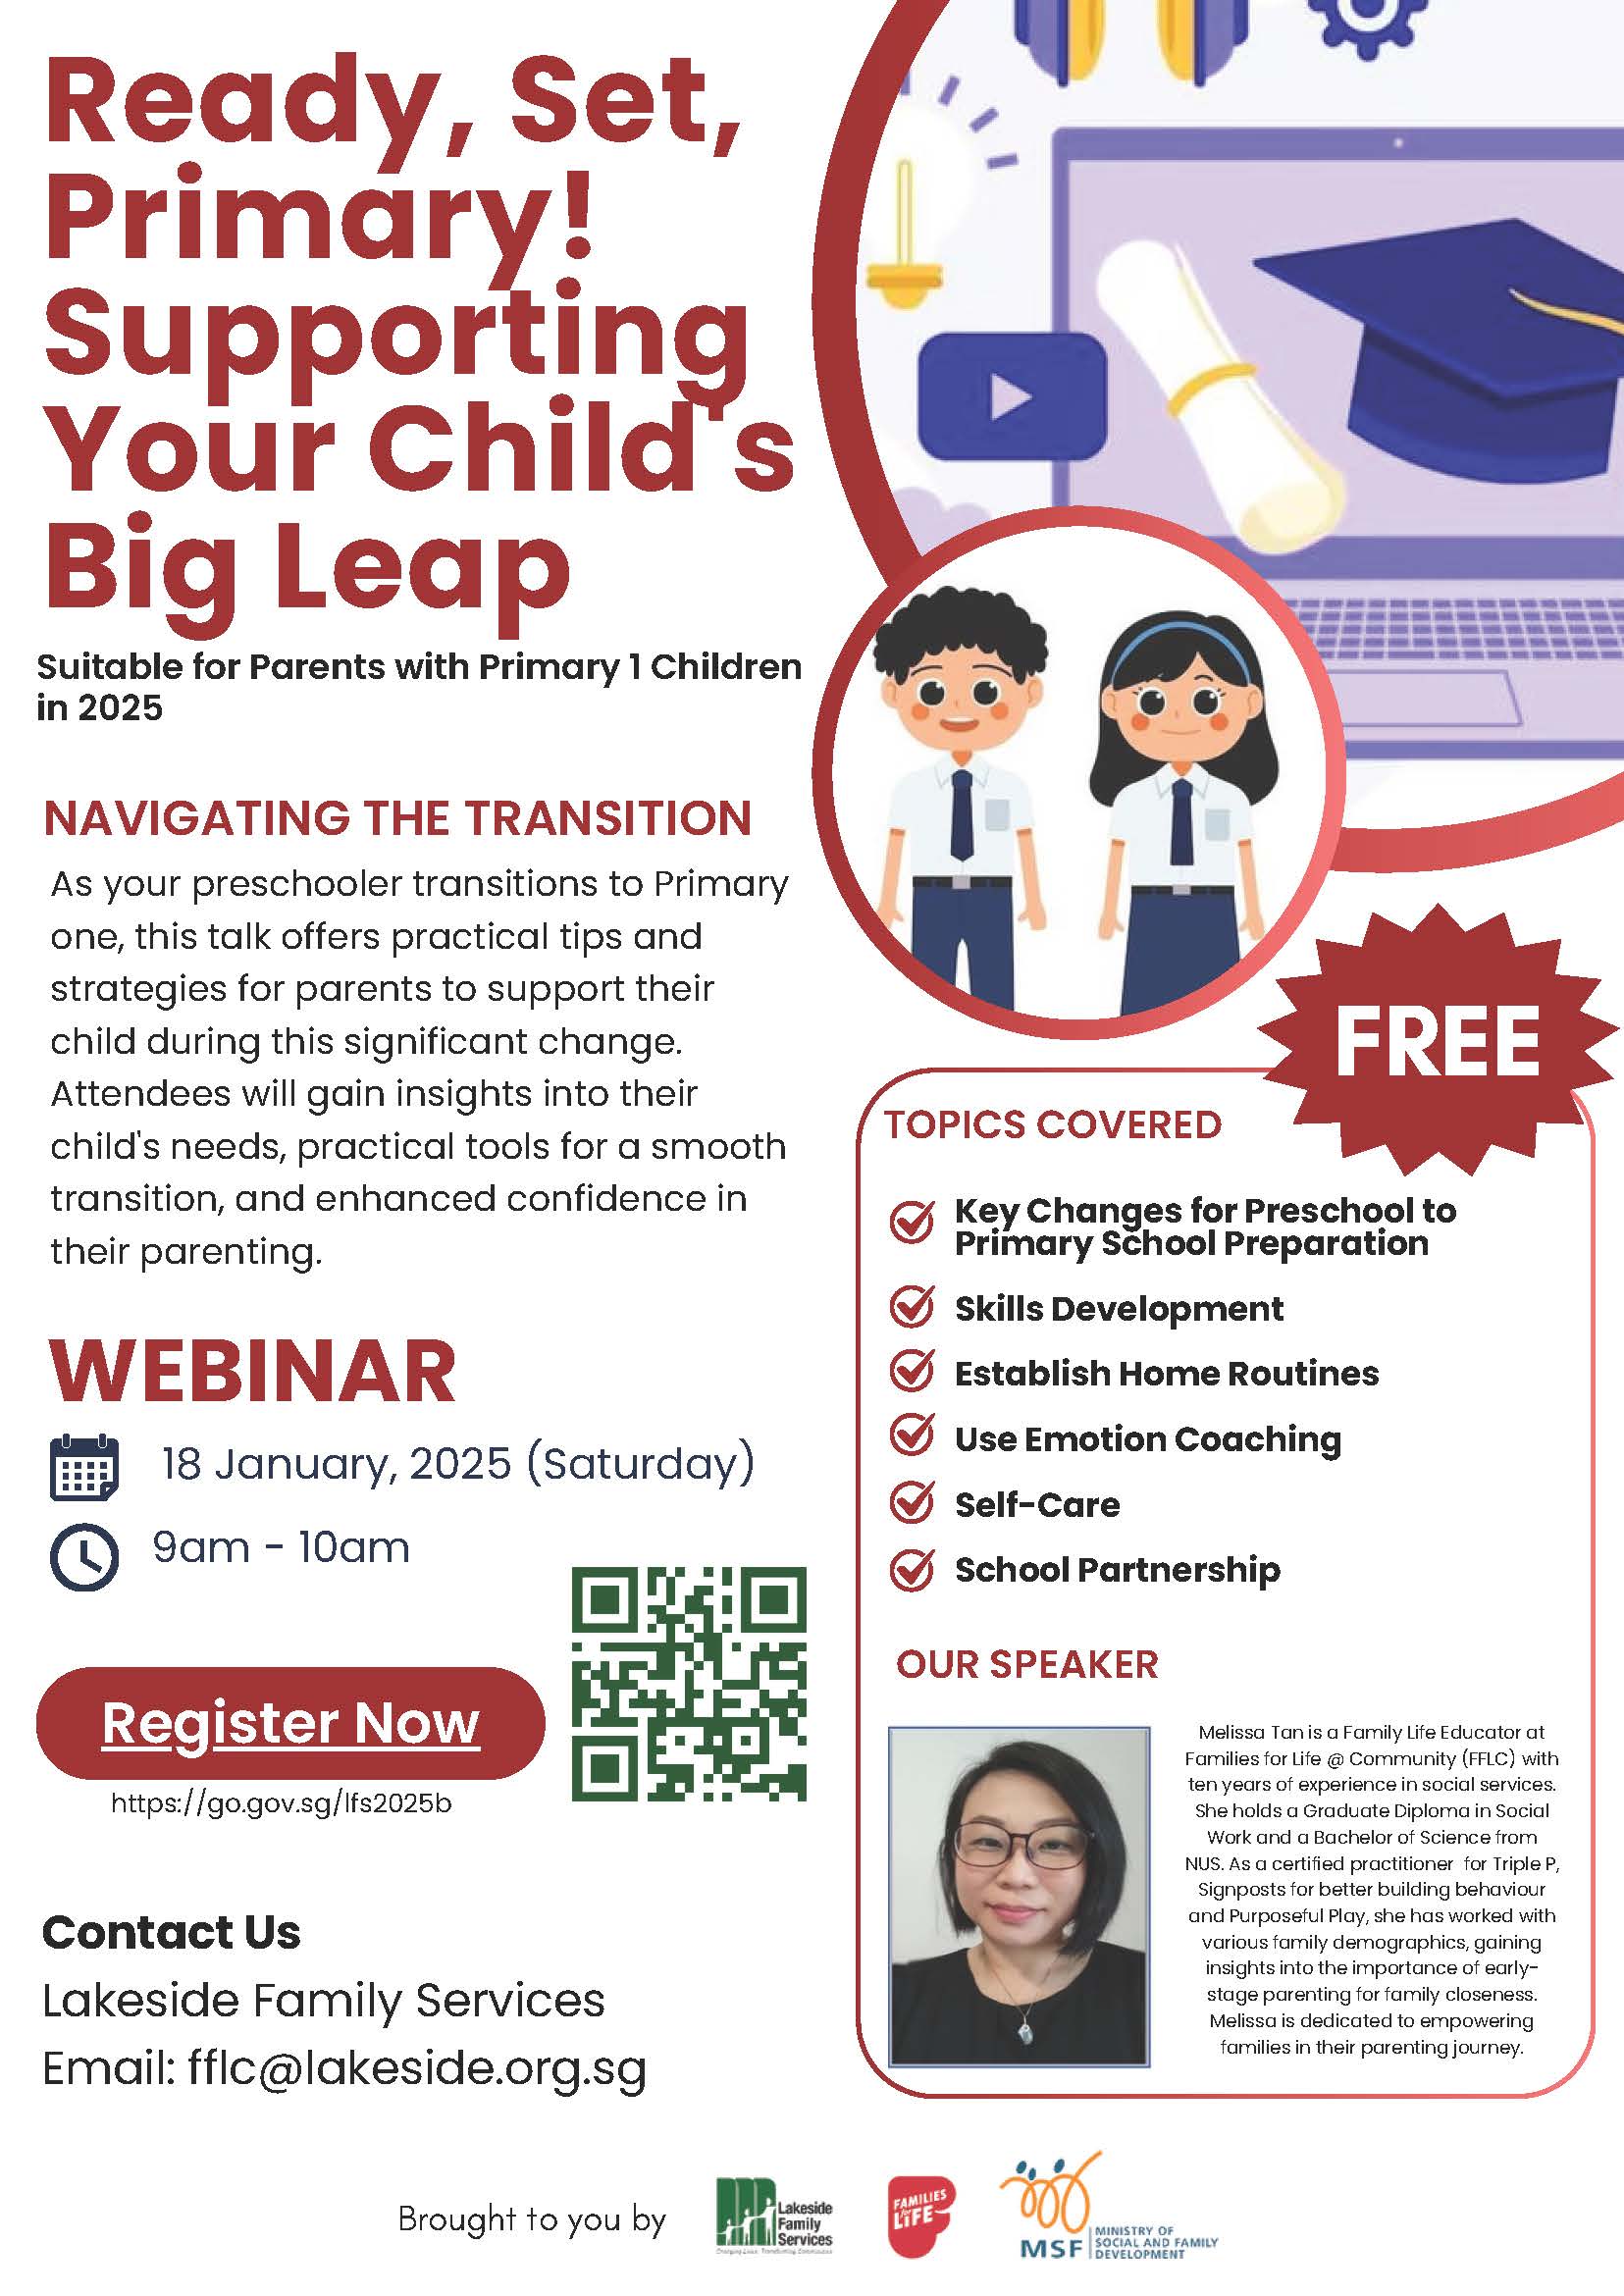 Ready, Set,
Primary!
Supporting
Your Child's
Big Leap
Suitable for Parents with Primary 1 Children
in 2025
NAVIGATING THE TRANSITION
As your preschooler transitions to Primary
one, this talk offers practical tips and
strategies for parents to support their
child during this significant change.
Attendees will gain insights into their
child's needs, practical tools for a smooth
transition, and enhanced confidence in
their parenting.
WEBINAR
18 January, 2025 (Saturday)
9am - 10am
Register Now
https://go.gov.sg/lfs2025b
Contact Us
Lakeside Family Services
Email: fflc@lakeside.org.sg
FREE
TOPICS COVERED
Key Changes for Preschool to
Primary School Preparation
Skills Development
Establish Home Routines
Use Emotion Coaching
Self-Care
School Partnership
OUR SPEAKER
Melissa Tan is a Family Life Educator at
Families for Life @ Community (FFLC) with
ten years of experience in social services.
She holds a Graduate Diploma in Social
Work and a Bachelor of Science from
NUS. As a certified practitioner for Triple P,
Signposts for better building behaviour
and Purposeful Play, she has worked with
various family demographics, gaining
insights into the importance of early-
stage parenting for family closeness.
Melissa is dedicated to empowering
families in their parenting journey.
Brought to you by
Lakeside
Family
Services
Changing Lives. Transforming Communities.
FAMILIES
for
LiFE
MSF
MINISTRY OF
SOCIAL AND FAMILY
DEVELOPMENT